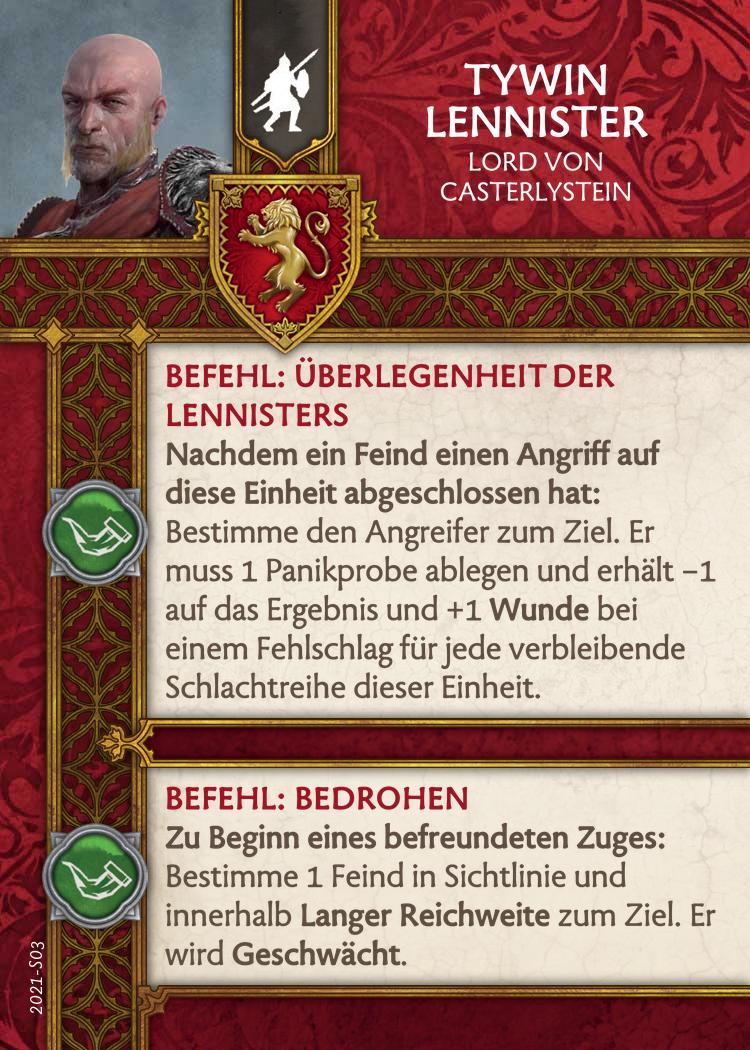 TYWIN
LENNISTER
LORD VON
CASTERLYSTEIN
BEFEHL: ÜBERLEGENHEIT DER
LENNISTERS
Nachdem ein Feind einen Angriff auf
diese Einheit abgeschlossen hat:
Bestimme den Angreifer zum Ziel. Er
muss 1 Panikprobe ablegen und erhält –1
auf das Ergebnis und +1 Wunde bei
einem Fehlschlag für jede verbleibende
Schlachtreihe dieser Einheit.
BEFEHL: BEDROHEN
Zu Beginn eines befreundeten Zuges:
Bestimme 1 Feind in Sichtlinie und
innerhalb Langer Reichweite zum Ziel. Er
wird Geschwächt.
2021-S03